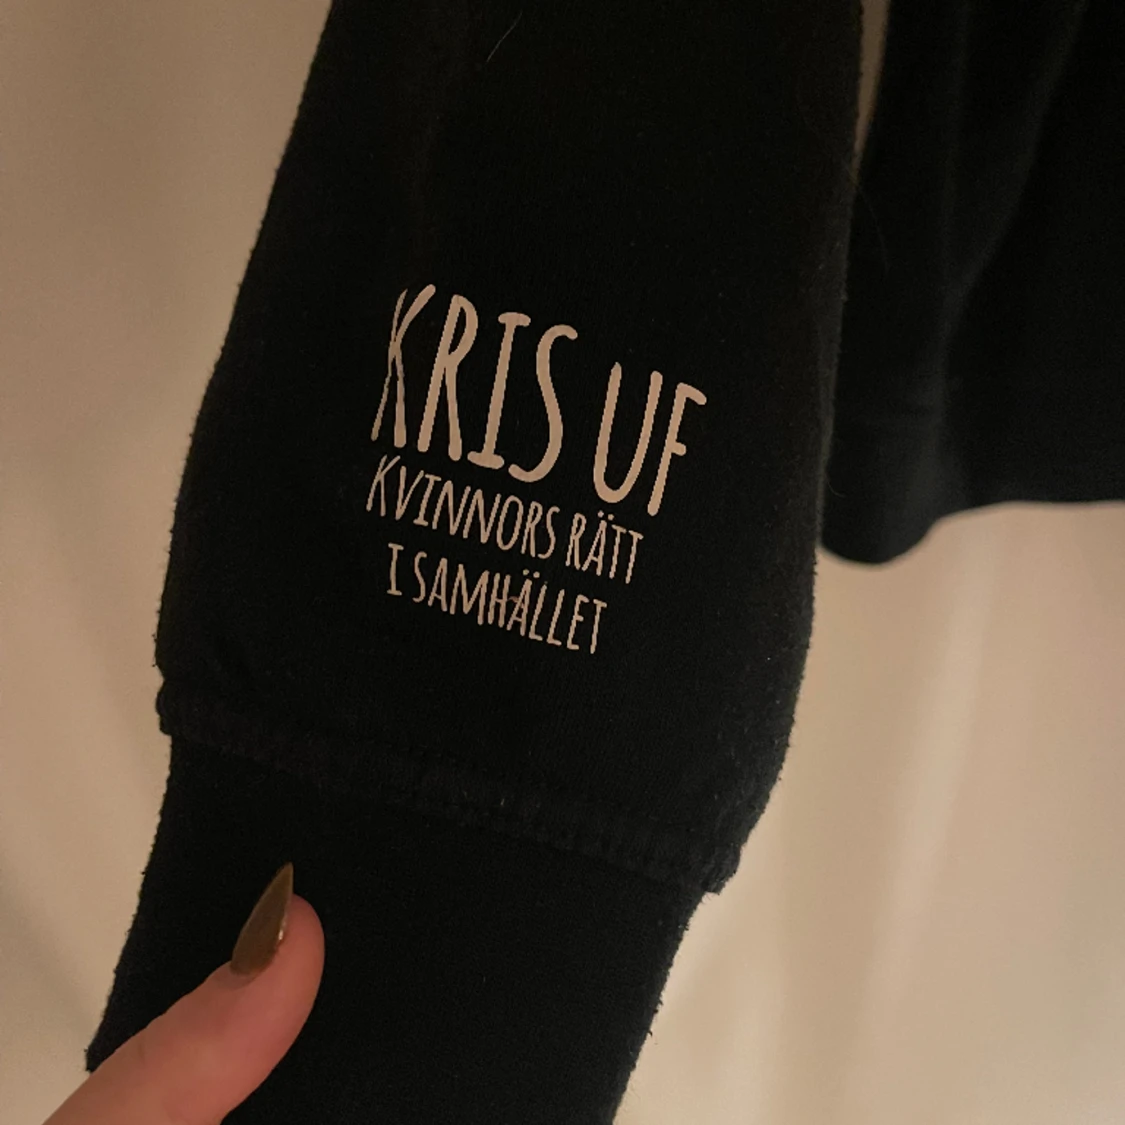 KRIS UF
KVINNORS RÄTT
I SAMHÄLLET